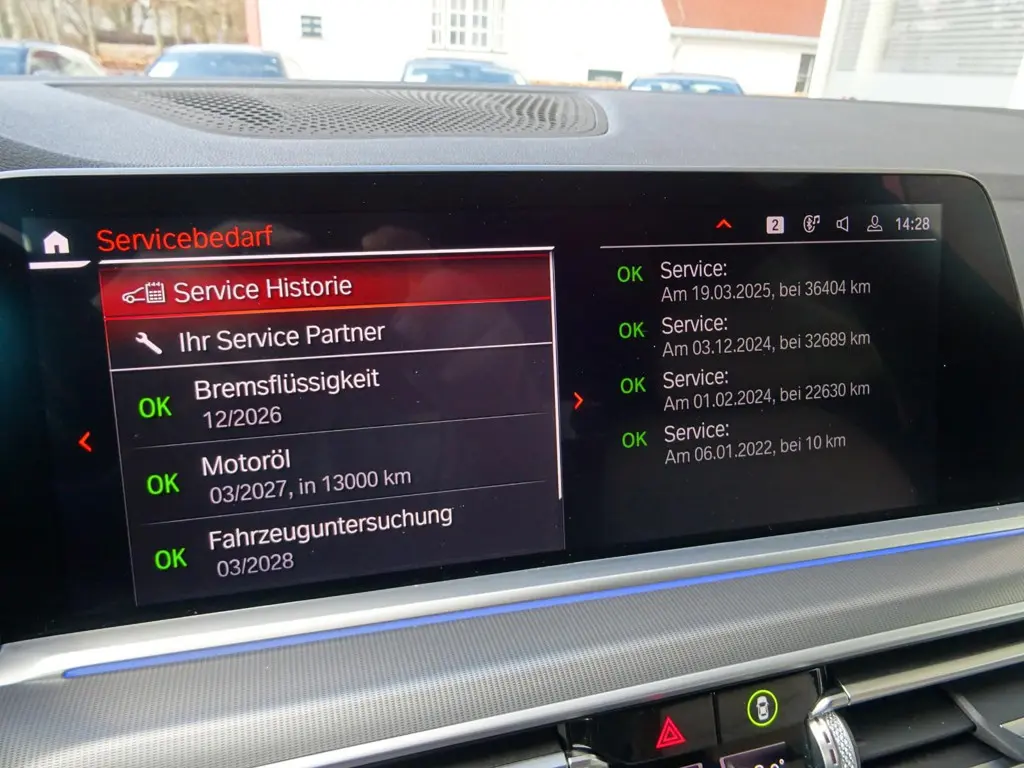 Servicebedarf
2
14:28
Service Historie
Ihr Service Partner
OK
Bremsflüssigkeit
12/2026
OK
Motoröl
03/2027, in 13000 km
OK
Fahrzeuguntersuchung
03/2028
OK
Service:
Am 19.03.2025, bei 36404 km
OK
Service:
Am 03.12.2024, bei 32689 km
OK
Service:
Am 01.02.2024, bei 22630 km
OK
Service:
Am 06.01.2022, bei 10 km